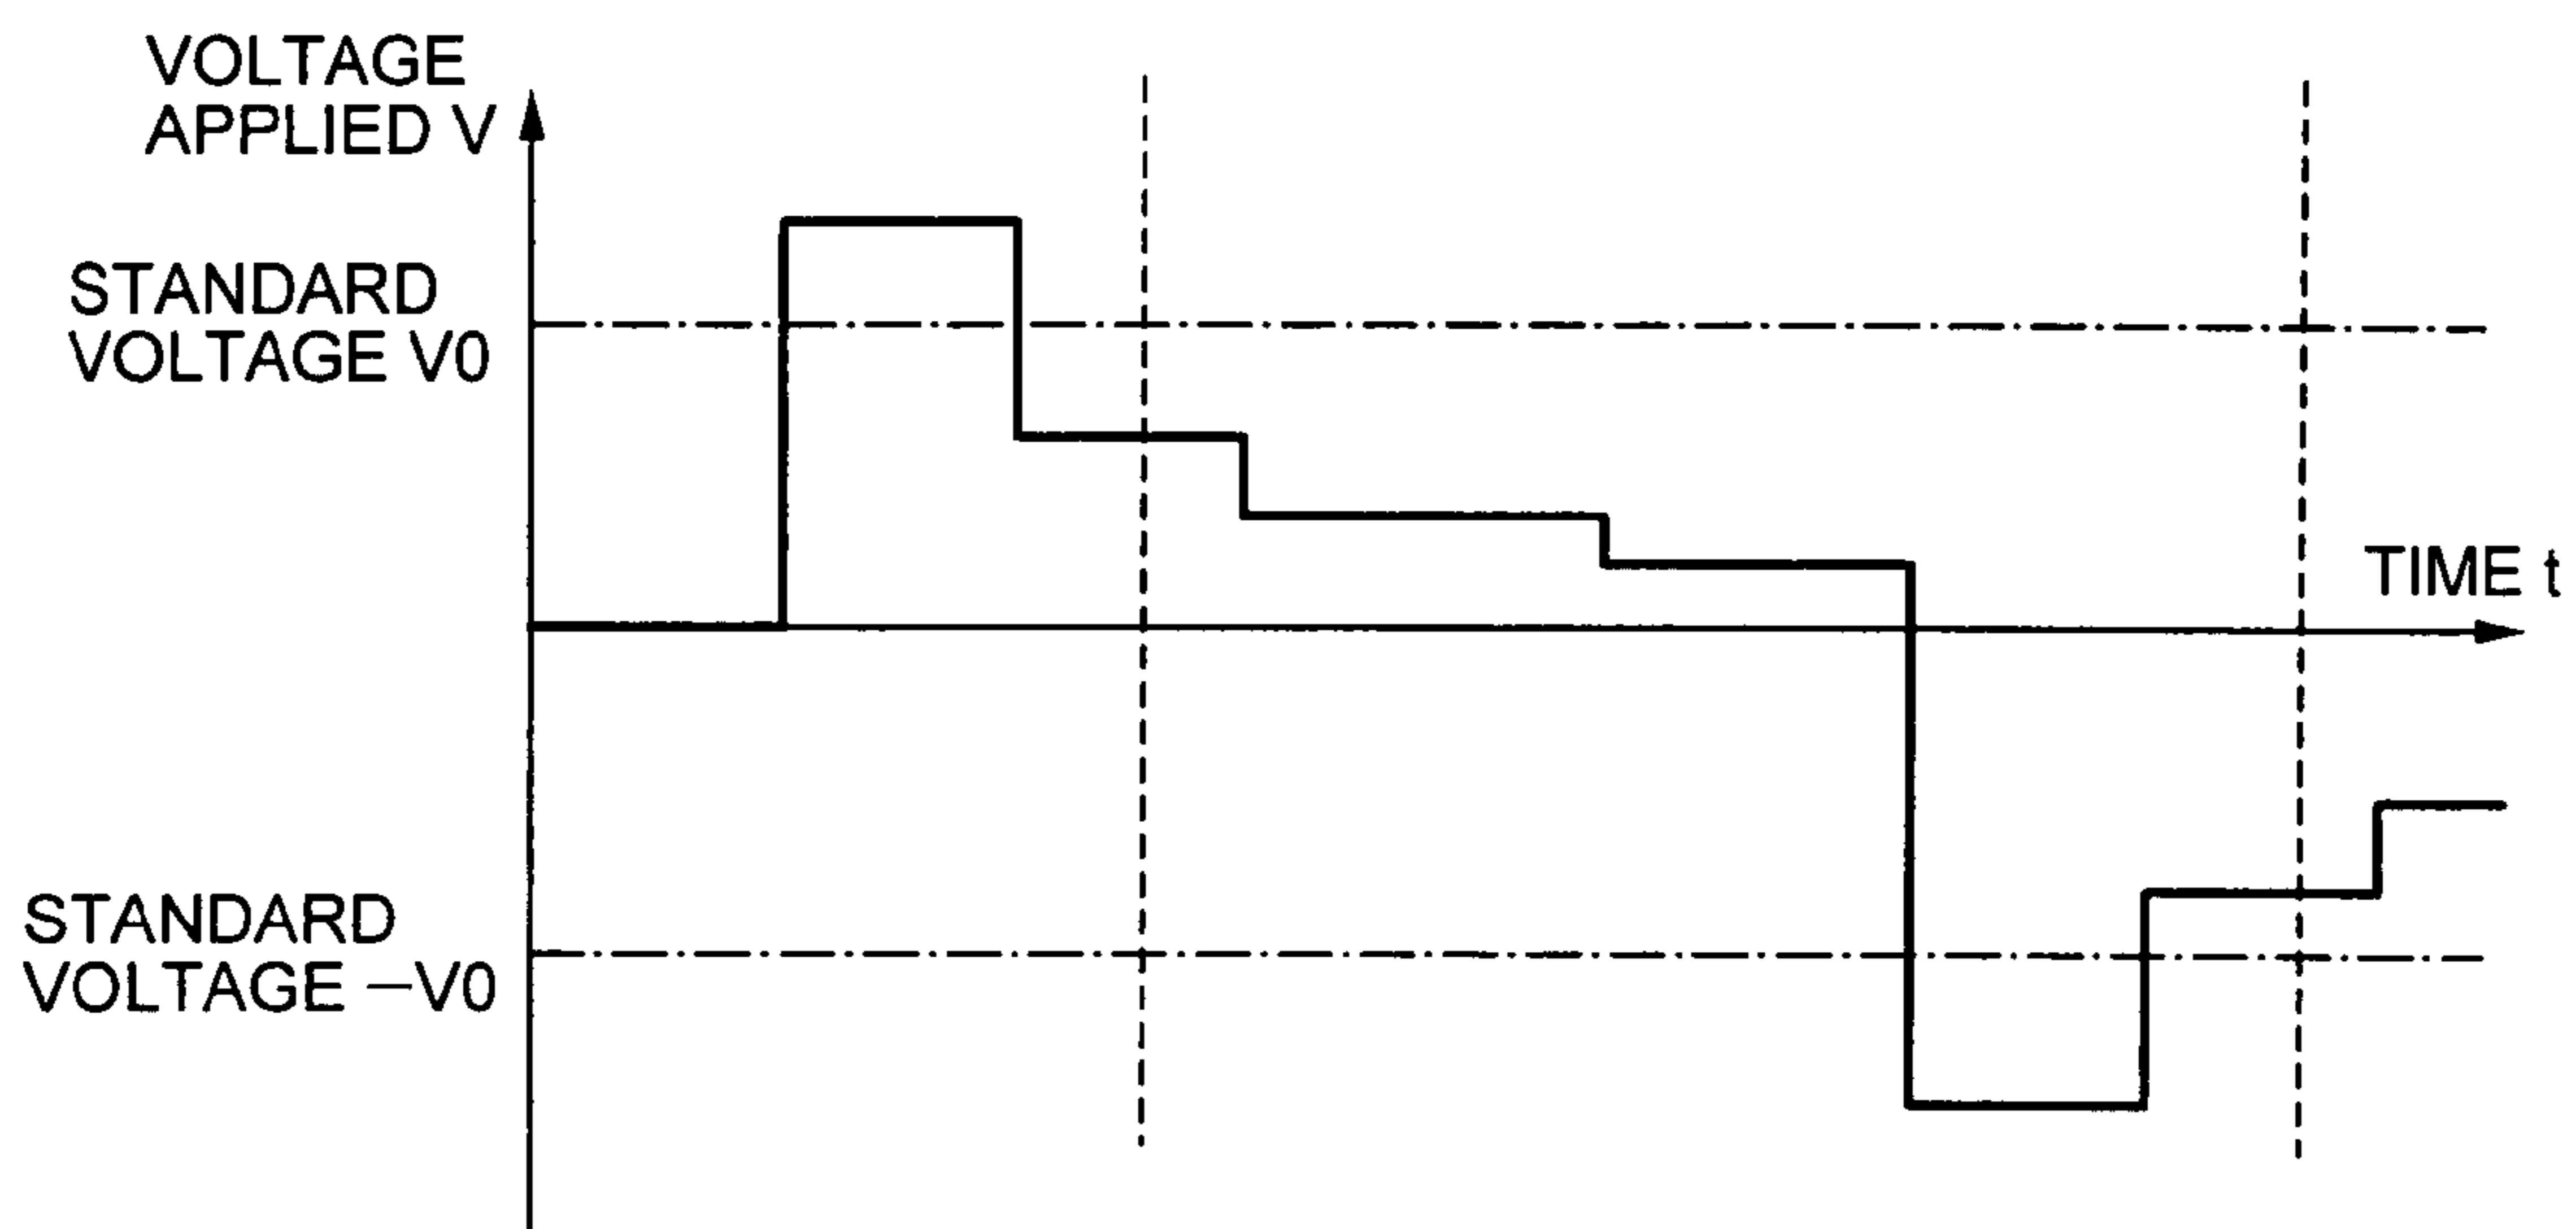 VOLTAGE
APPLIED V
STANDARD
VOLTAGE V0
TIME t
STANDARD
VOLTAGE —V0